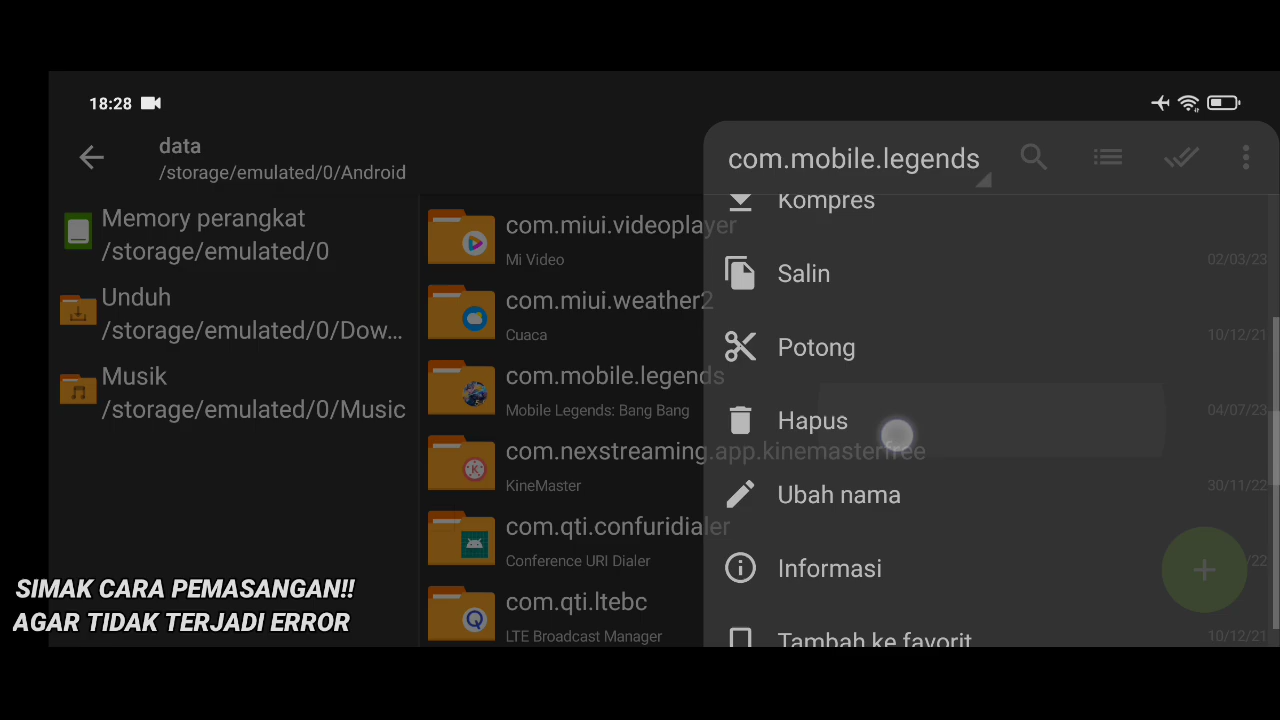 18:28
data
/storage/emulated/0/Android
Memory perangkat
/storage/emulated/0
Unduh
/storage/emulated/0/Dow...
Musik
/storage/emulated/0/Music
com.miui.videoplayer
Mi Video
com.miui.weather2
Cuaca
com.mobile.legends
Mobile Legends: Bang Bang
com.nexstreaming.app.kinemasterfree
KineMaster
com.qti.confuridialer
Conference URI Dialer
com.qti.ltebc
LTE Broadcast Manager
com.mobile.legends
Kompres
Salin
Potong
Hapus
Ubah nama
Informasi
Tambah ke favorit
02/03/23
10/12/21
04/07/23
30/11/22
/22
10/12/21
SIMAK CARA PEMASANGAN!!
AGAR TIDAK TERJADI ERROR